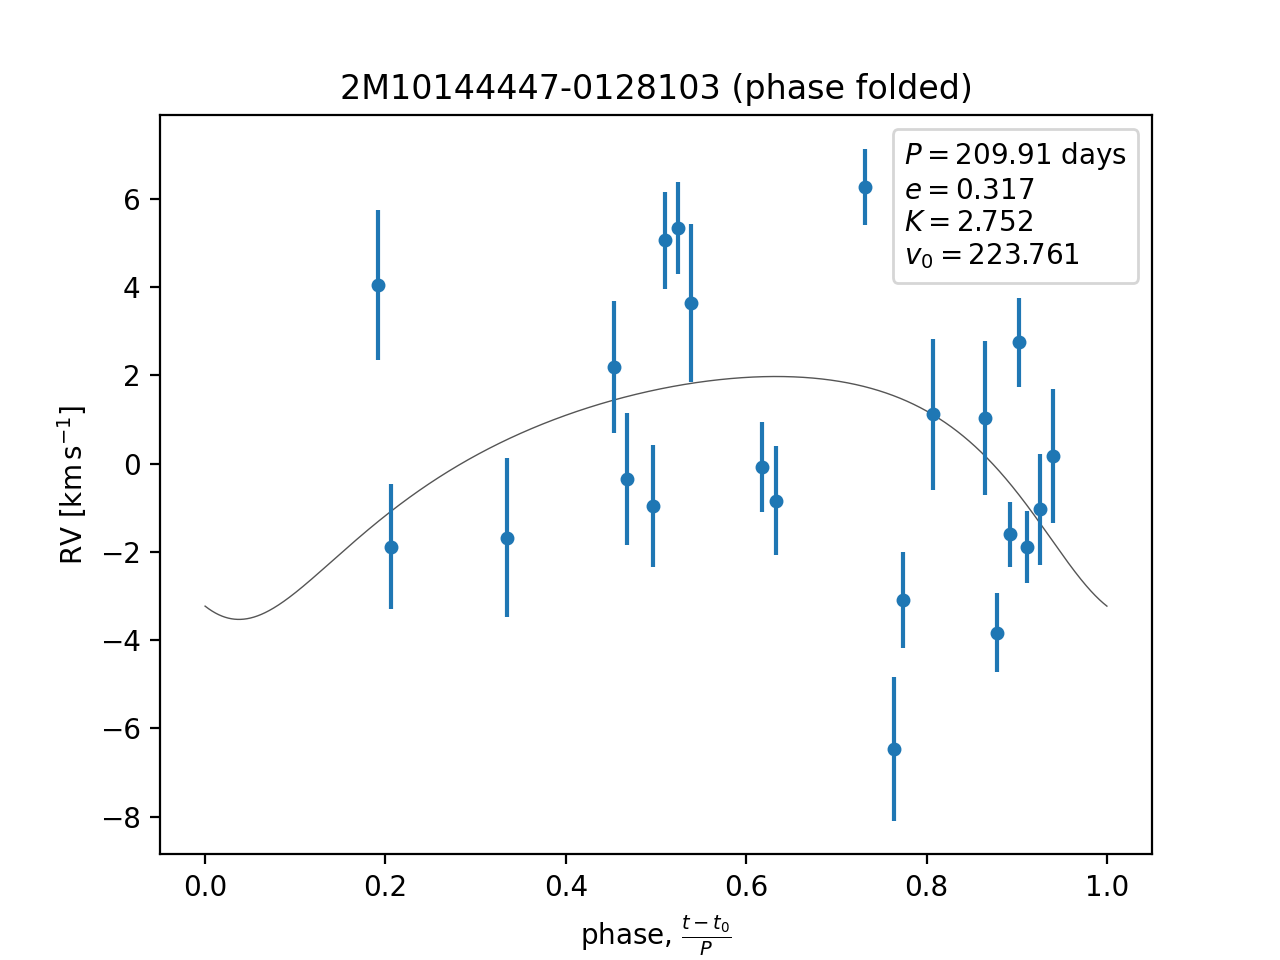 2M10144447-0128103 (phase folded)
P = 209.91 days
e = 0.317
K = 2.752
v₀ = 223.761
RV [km s⁻¹]
6
4
2
0
−2
−4
−6
−8
0.0 0.2 0.4 0.6 0.8 1.0
phase, (t − t₀)/P